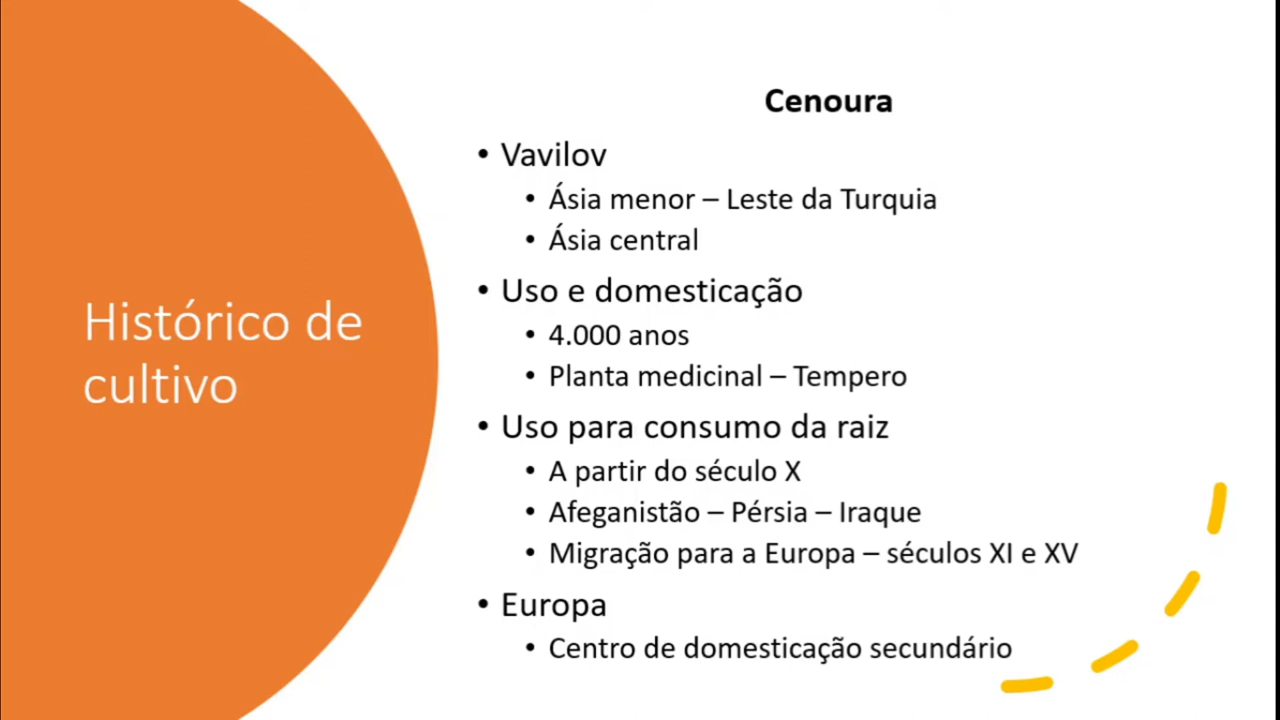 Histórico de
cultivo
Cenoura
• Vavilov
• Ásia menor – Leste da Turquia
• Ásia central
• Uso e domesticação
• 4.000 anos
• Planta medicinal – Tempero
• Uso para consumo da raiz
• A partir do século X
• Afeganistão – Pérsia – Iraque
• Migração para a Europa – séculos XI e XV
• Europa
• Centro de domesticação secundário